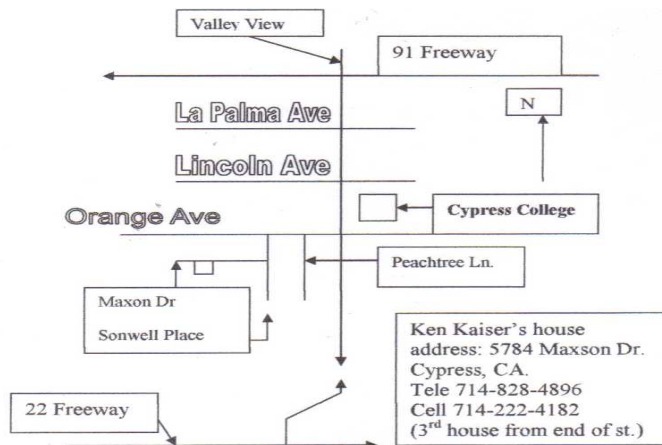 Valley View
91 Freeway
N
La Palma Ave
Lincoln Ave
Cypress College
Orange Ave
Peachtree Ln.
Maxon Dr
Sonwell Place
Ken Kaiser's house
address: 5784 Maxson Dr.
Cypress, CA.
Tele 714-828-4896
Cell 714-222-4182
(3rd house from end of st.)
22 Freeway